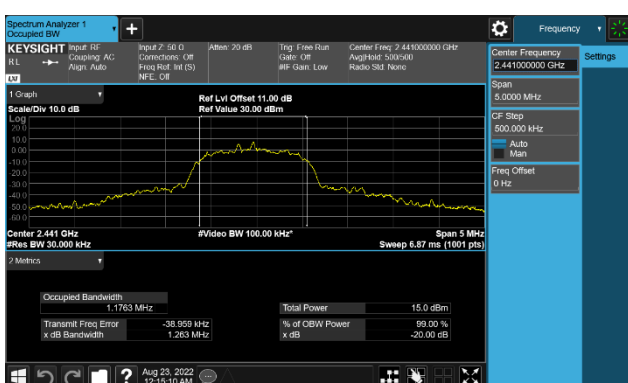 Spectrum Analyzer 1
Occupied BW
+
Frequency
KEYSIGHT Input: RF
R L
Coupling: AC
Align: Auto
LXI
Input Z: 50 Ω
Corrections: Off
Freq Ref: Int (S)
NFE: Off
Atten: 20 dB
Trig: Free Run
Gate: Off
#IF Gain: Low
Center Freq: 2.441000000 GHz
Avg|Hold: 500/500
Radio Std: None
Center Frequency
2.441000000 GHz
Settings
Span
5.0000 MHz
CF Step
500.000 kHz
Auto
Man
Freq Offset
0 Hz
1 Graph
Scale/Div 10.0 dB
Ref Lvl Offset 11.00 dB
Ref Value 30.00 dBm
Log
20.0
10.0
0.00
-10.0
-20.0
-30.0
-40.0
-50.0
-60.0
Center 2.441 GHz
#Video BW 100.00 kHz*
Span 5 MHz
#Res BW 30.000 kHz
Sweep 6.87 ms (1001 pts)
2 Metrics
Occupied Bandwidth
1.1763 MHz
Total Power 15.0 dBm
Transmit Freq Error -38.959 kHz
% of OBW Power 99.00 %
x dB Bandwidth 1.263 MHz
x dB -20.00 dB
?
Aug 23, 2022
12:15:10 AM